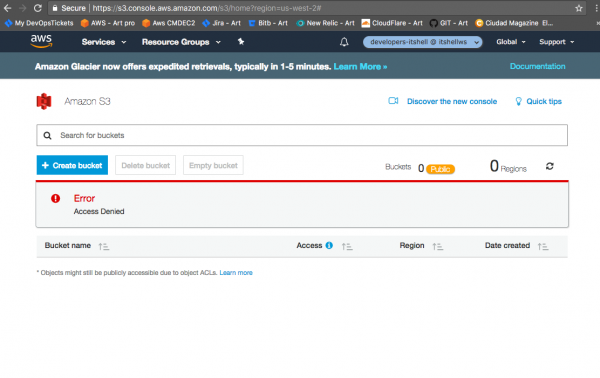 Secure https://s3.console.aws.amazon.com/s3/home?region=us-west-2#
My DevOpsTickets AWS - Art pro Aws CMDEC2 Jira - Art Bitb - Art New Relic - Art CloudFlare - Art GIT - Art Ciudad Magazine El... »
aws Services Resource Groups developers-itshell @ itshellws Global Support
Amazon Glacier now offers expedited retrievals, typically in 1-5 minutes. Learn More » Documentation
Amazon S3 Discover the new console Quick tips
Search for buckets
+ Create bucket Delete bucket Empty bucket Buckets 0 Public 0 Regions
Error
Access Denied
Bucket name Access Region Date created
* Objects might still be publicly accessible due to object ACLs. Learn more